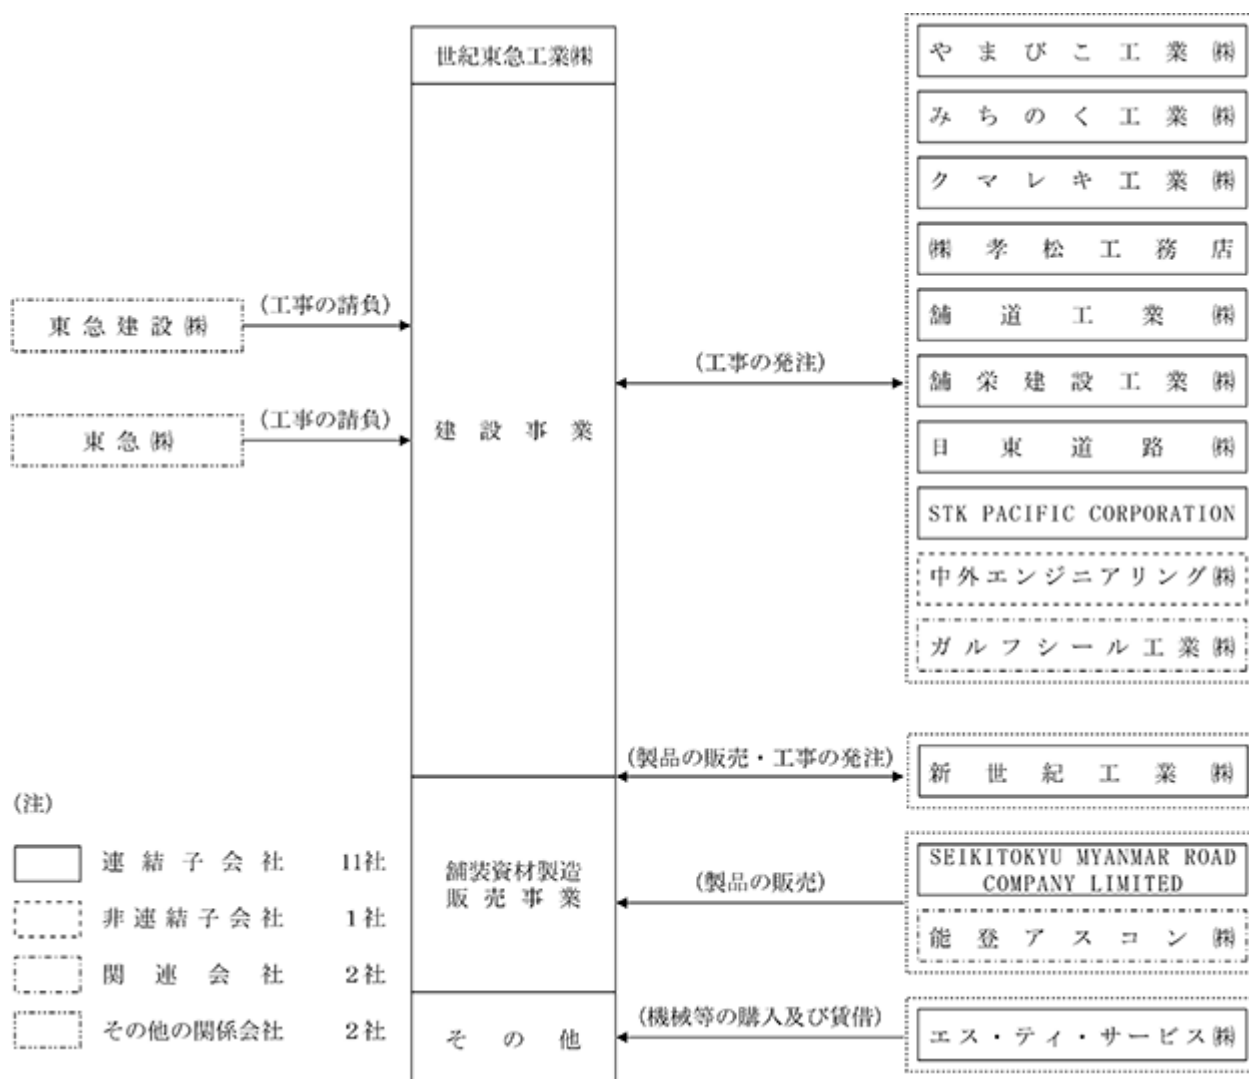 世紀東急工業㈱
東急建設㈱
(工事の請負)
東急㈱
(工事の請負)
建設事業
(工事の発注)
やまびこ工業㈱
みちのく工業㈱
クマレキ工業㈱
㈱孝松工務店
舗道工業㈱
舗栄建設工業㈱
日東道路㈱
STK PACIFIC CORPORATION
中外エンジニアリング㈱
ガルフシール工業㈱
(製品の販売・工事の発注)
新世紀工業㈱
舗装資材製造
販売事業
(製品の販売)
SEIKITOKYU MYANMAR ROAD
COMPANY LIMITED
能登アスコン㈱
その他
(機械等の購入及び賃借)
エス・ティ・サービス㈱
(注)
連結子会社 11社
非連結子会社 1社
関連会社 2社
その他の関係会社 2社